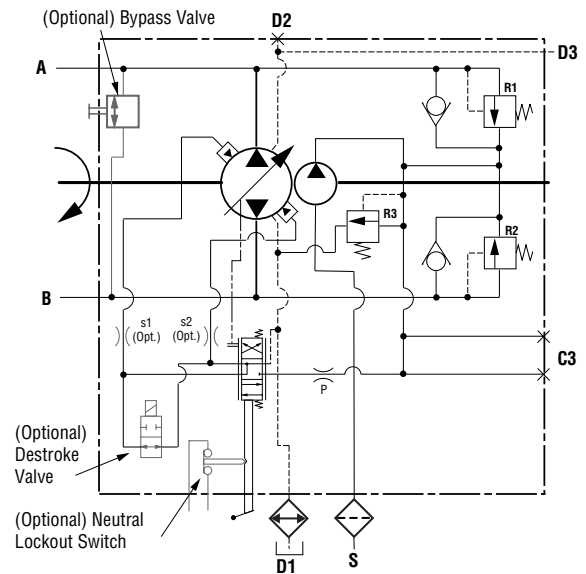 (Optional) Bypass Valve
D2
D3
A
R1
R3
R2
B
s1
(Opt.)
s2
(Opt.)
P
C3
(Optional)
Destroke
Valve
(Optional) Neutral
Lockout Switch
D1
S